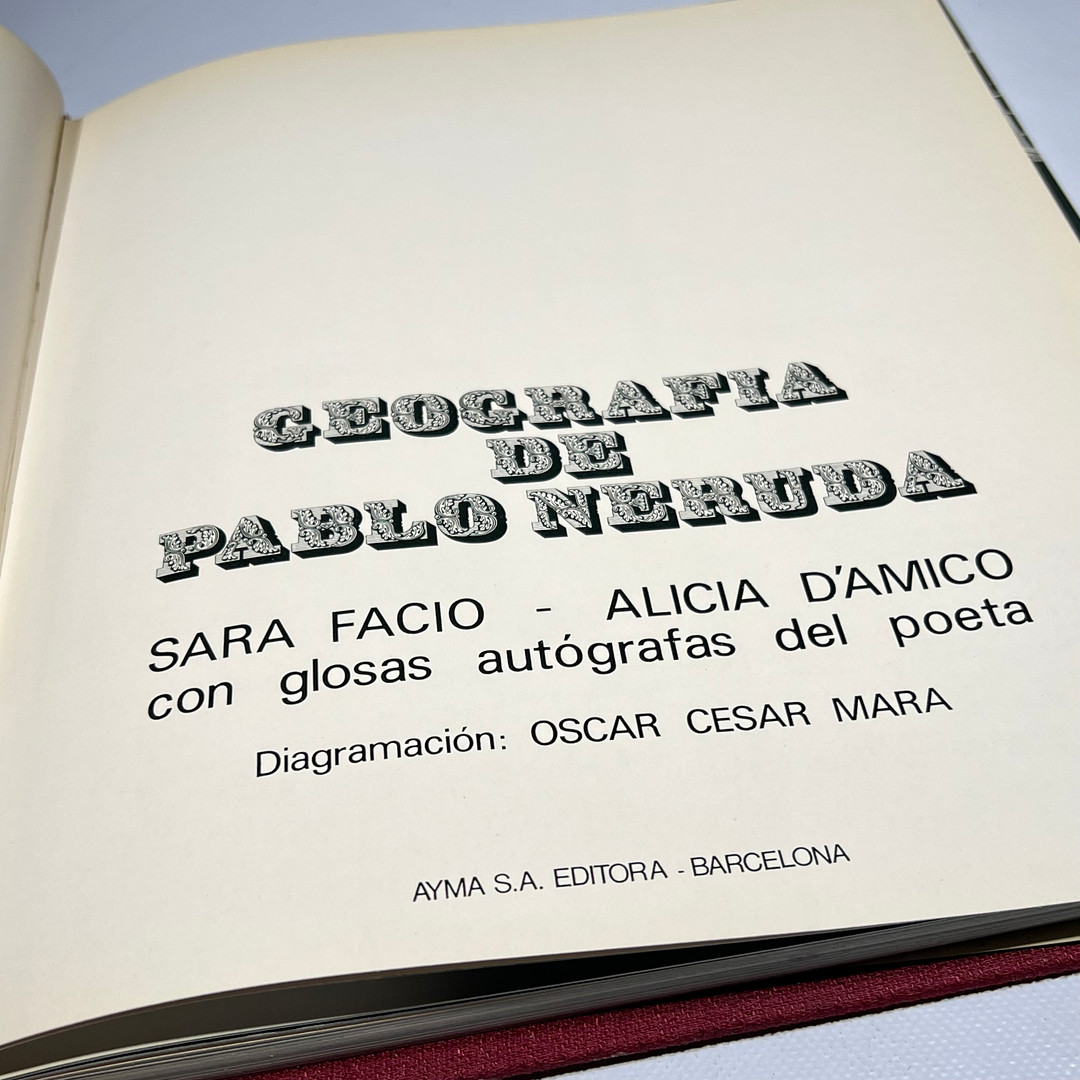 GEOGRAFIA
DE
PABLO NERUDA
SARA FACIO - ALICIA D'AMICO
con glosas autógrafas del poeta
Diagramación: OSCAR CESAR MARA
AYMA S.A. EDITORA - BARCELONA